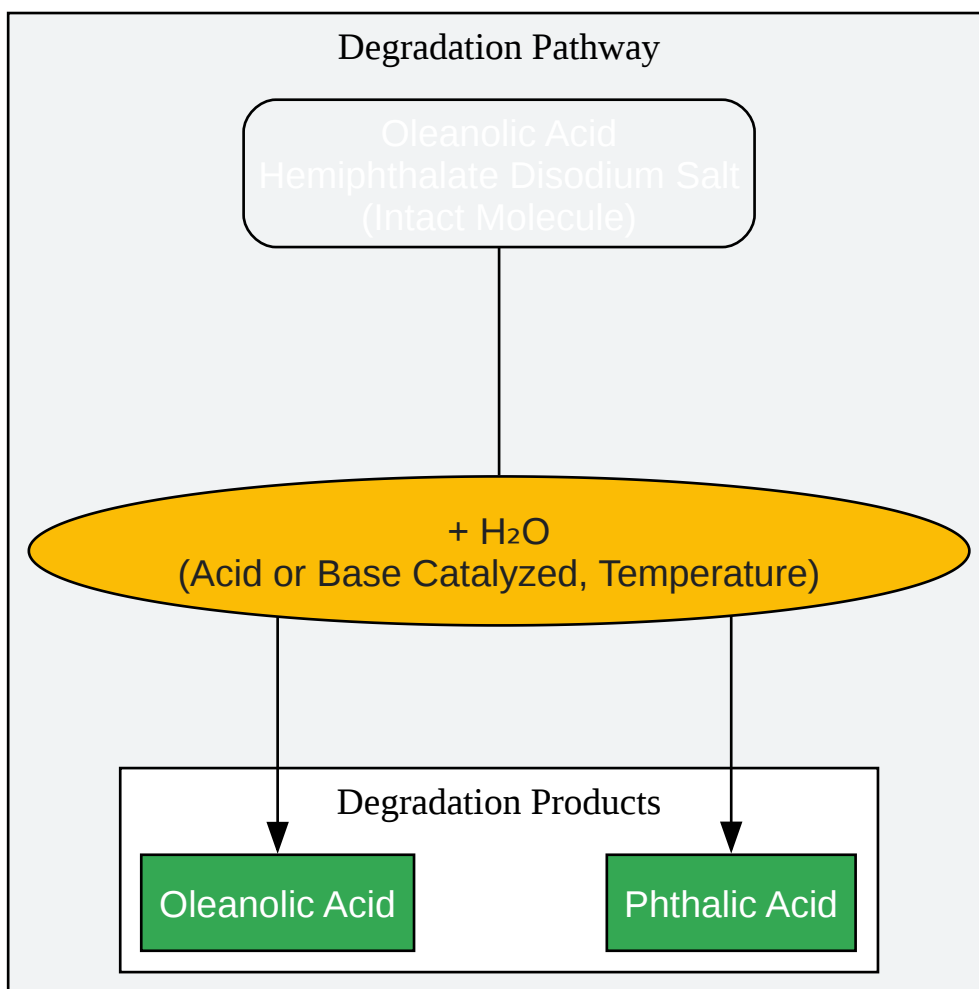 Degradation Pathway
Oleanolic Acid
Hemiphthalate Disodium Salt
(Intact Molecule)
+ H₂O
(Acid or Base Catalyzed, Temperature)
Degradation Products
Oleanolic Acid
Phthalic Acid